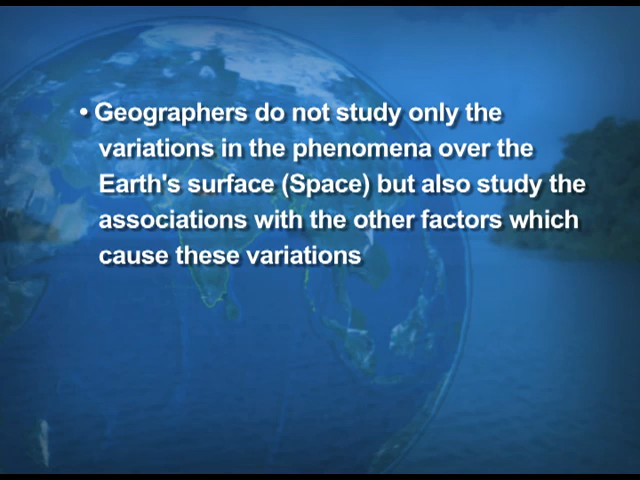 • Geographers do not study only the
variations in the phenomena over the
Earth's surface (Space) but also study the
associations with the other factors which
cause these variations